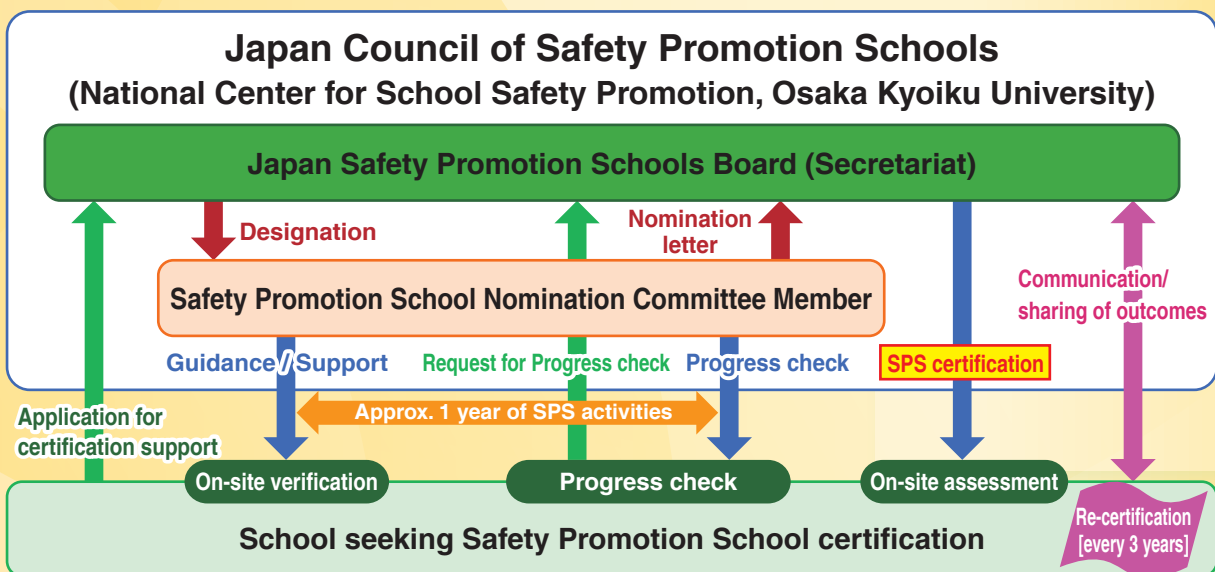 Japan Council of Safety Promotion Schools
(National Center for School Safety Promotion, Osaka Kyoiku University)
Japan Safety Promotion Schools Board (Secretariat)
Designation
Nomination
letter
Safety Promotion School Nomination Committee Member
Communication/
sharing of outcomes
Guidance / Support
Request for Progress check
Progress check
SPS certification
Approx. 1 year of SPS activities
Application for
certification support
On-site verification
Progress check
On-site assessment
School seeking Safety Promotion School certification
Re-certification
[every 3 years]